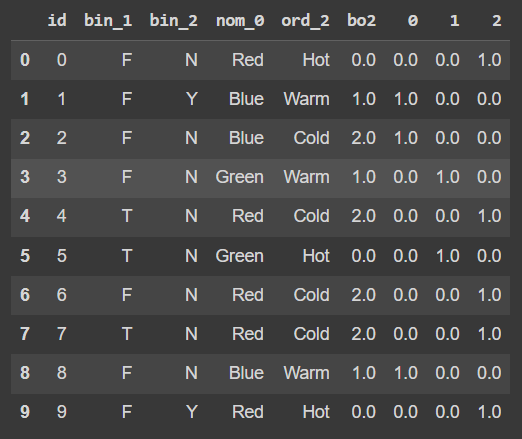 id bin_1 bin_2 nom_0 ord_2 bo2 0 1 2
0 0 F N Red Hot 0.0 0.0 0.0 1.0
1 1 F Y Blue Warm 1.0 1.0 0.0 0.0
2 2 F N Blue Cold 2.0 1.0 0.0 0.0
3 3 F N Green Warm 1.0 0.0 1.0 0.0
4 4 T N Red Cold 2.0 0.0 0.0 1.0
5 5 T N Green Hot 0.0 0.0 1.0 0.0
6 6 F N Red Cold 2.0 0.0 0.0 1.0
7 7 T N Red Cold 2.0 0.0 0.0 1.0
8 8 F N Blue Warm 1.0 1.0 0.0 0.0
9 9 F Y Red Hot 0.0 0.0 0.0 1.0